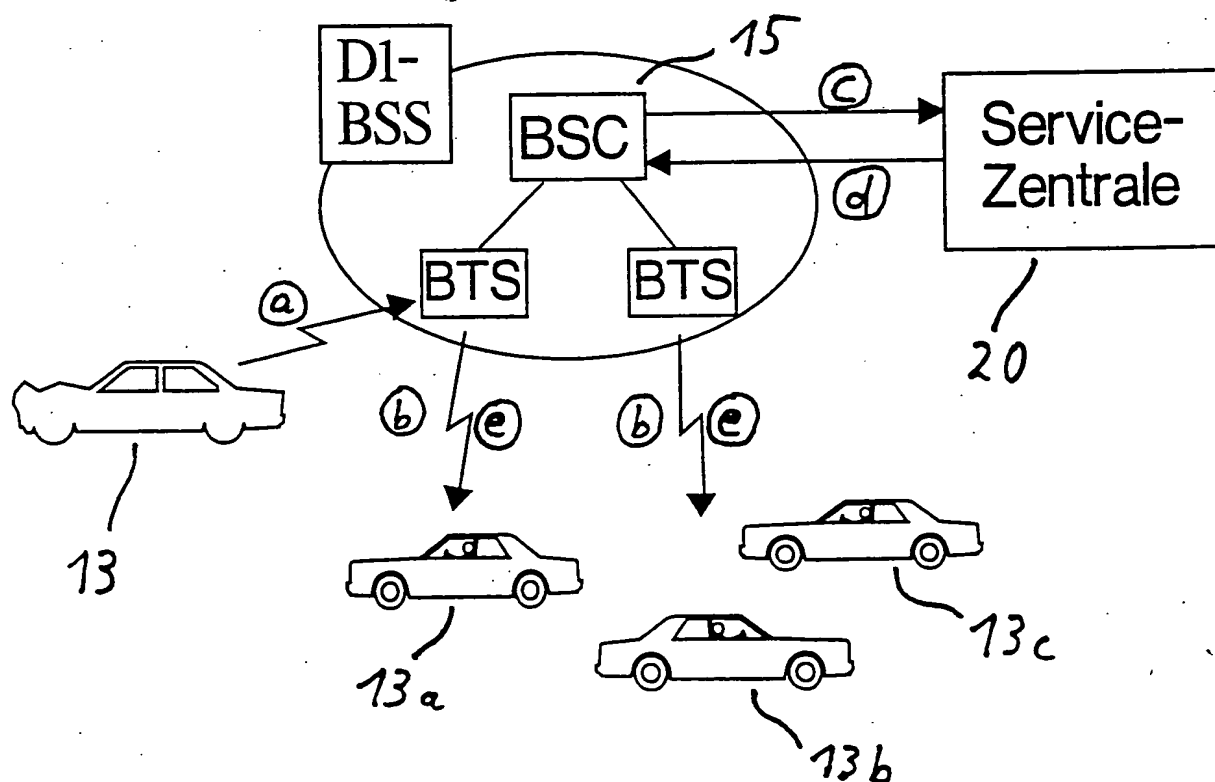 D1-
BSS
15
BSC
c
Service-
Zentrale
d
BTS
BTS
a
20
b
e
b
e
13
13a
13c
13b